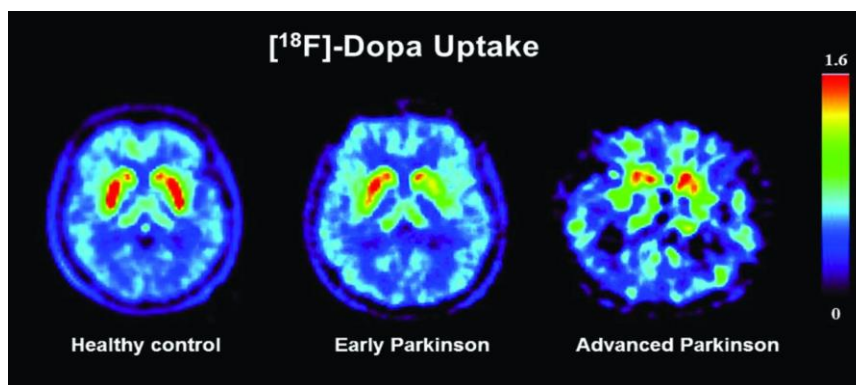 [¹⁸F]-Dopa Uptake
1.6
0
Healthy control
Early Parkinson
Advanced Parkinson